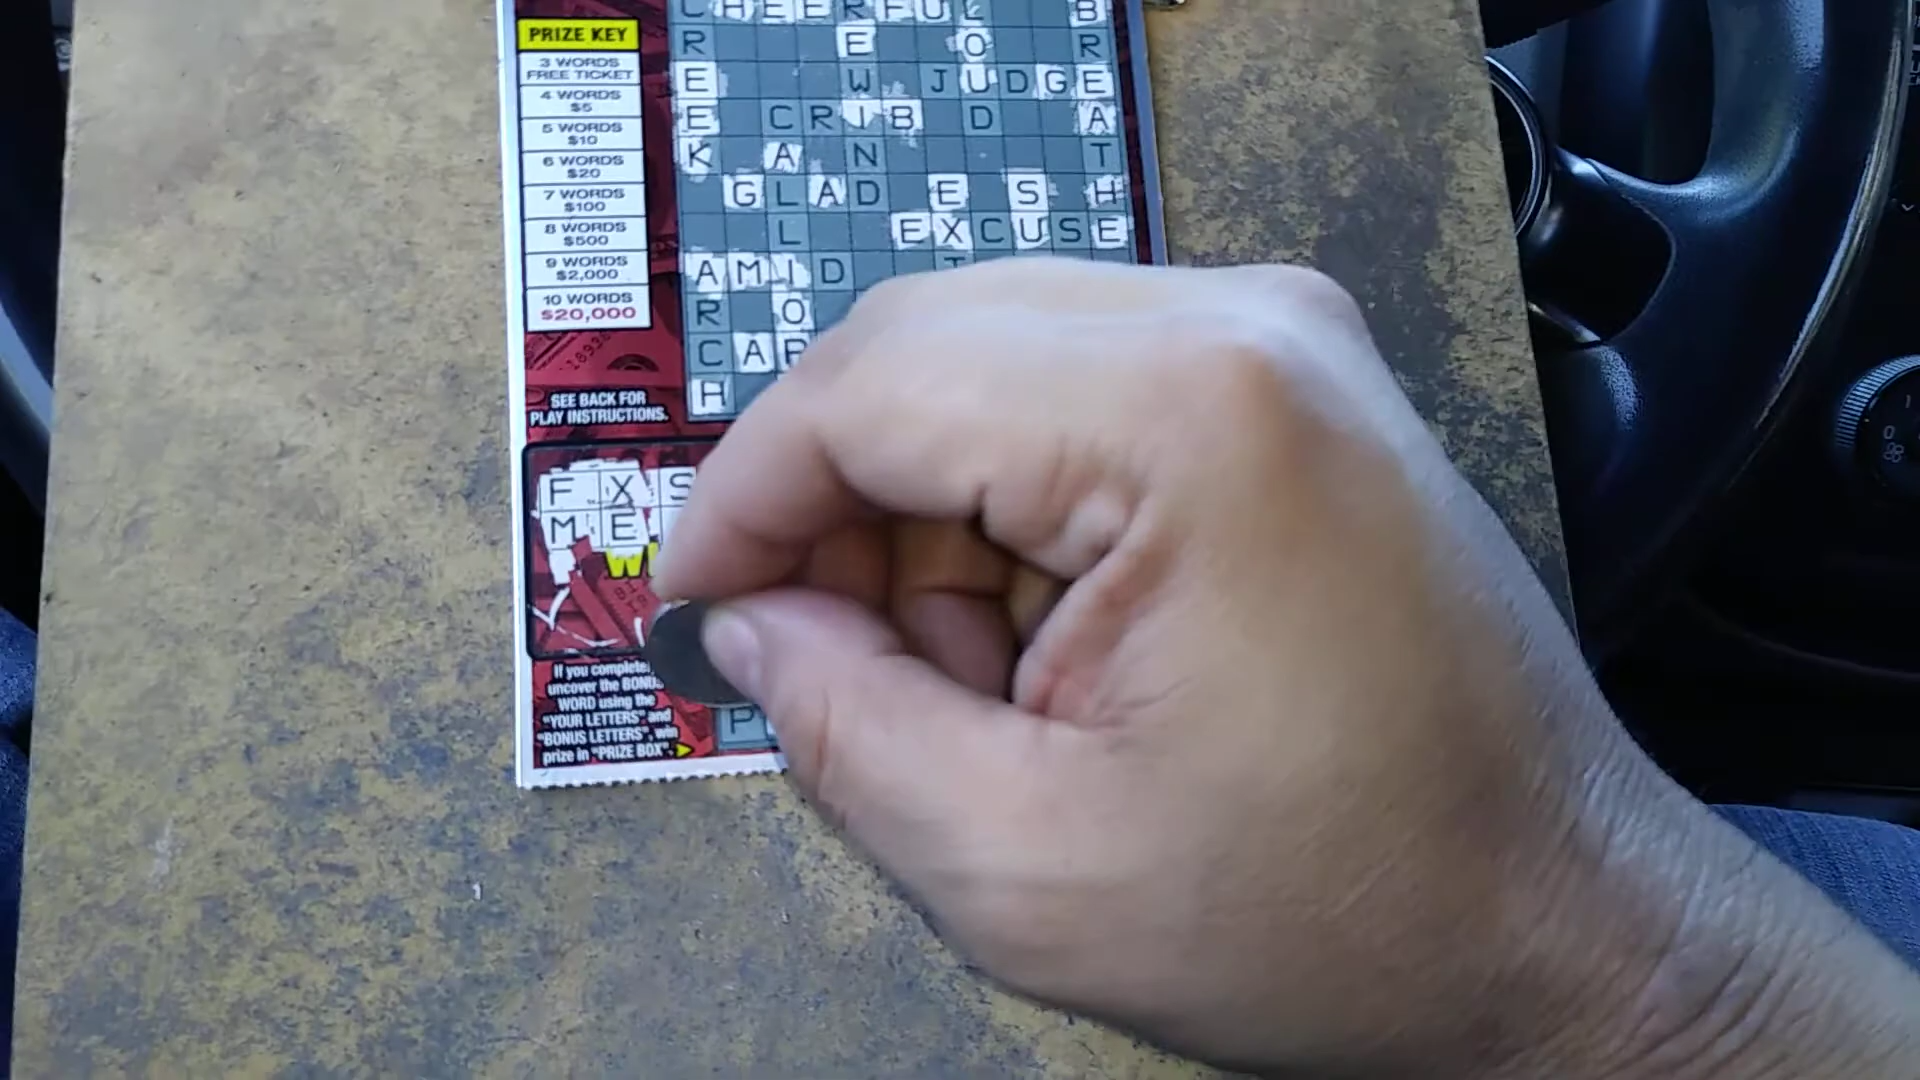 CHEERFUL B
PRIZE KEY
R E O R
3 WORDS
FREE TICKET
E W JUDGE
4 WORDS
$5
E CRIB D A
5 WORDS
$10
K A N T
6 WORDS
$20
GLAD E S H
7 WORDS
$100
L EXCUSE
8 WORDS
$500
AMID
9 WORDS
$2,000
R O
10 WORDS
$20,000
CAR
H
SEE BACK FOR
PLAY INSTRUCTIONS.
F X S
M E
If you complete
uncover the BONUS
WORD using the
"YOUR LETTERS" and
"BONUS LETTERS", win
prize in "PRIZE BOX".
P